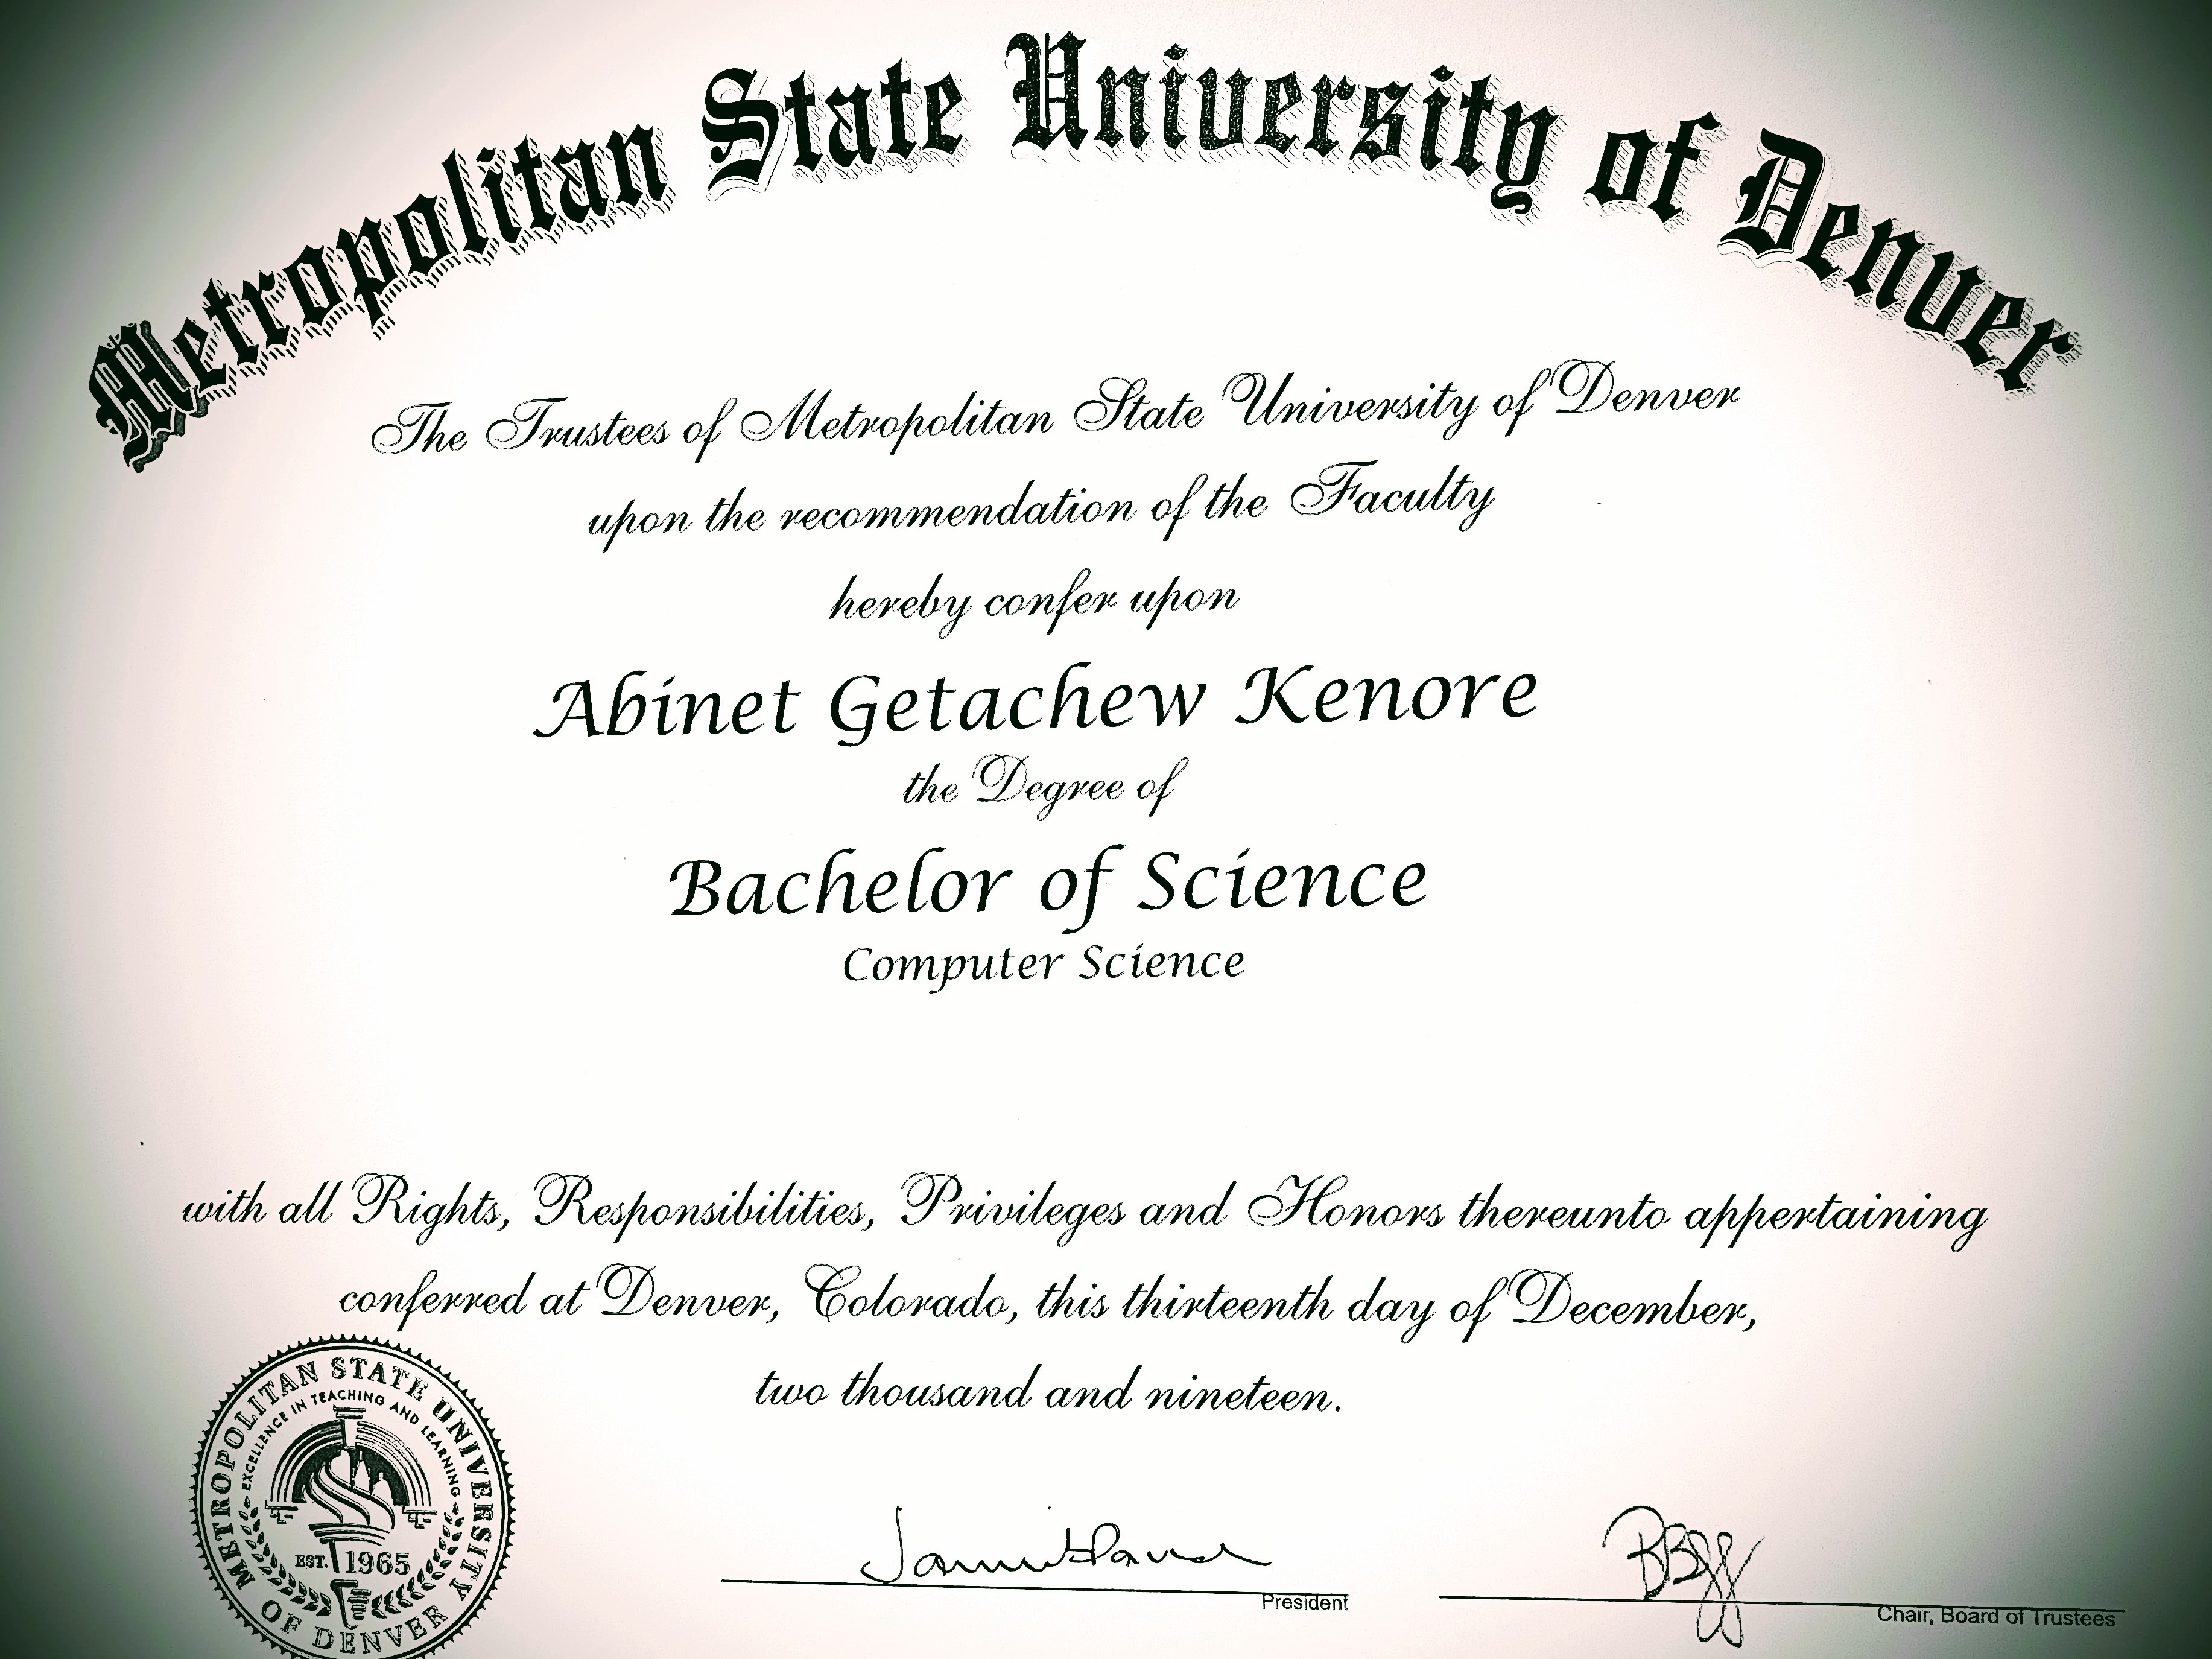 Metropolitan State University of Denver
The Trustees of Metropolitan State University of Denver
upon the recommendation of the Faculty
hereby confer upon
Abinet Getachew Kenore
the Degree of
Bachelor of Science
Computer Science
with all Rights, Responsibilities, Privileges and Honors thereunto appertaining
conferred at Denver, Colorado, this thirteenth day of December,
two thousand and nineteen.
METROPOLITAN STATE UNIVERSITY OF DENVER
EXCELLENCE IN TEACHING AND LEARNING
EST. 1965
President
Chair, Board of Trustees